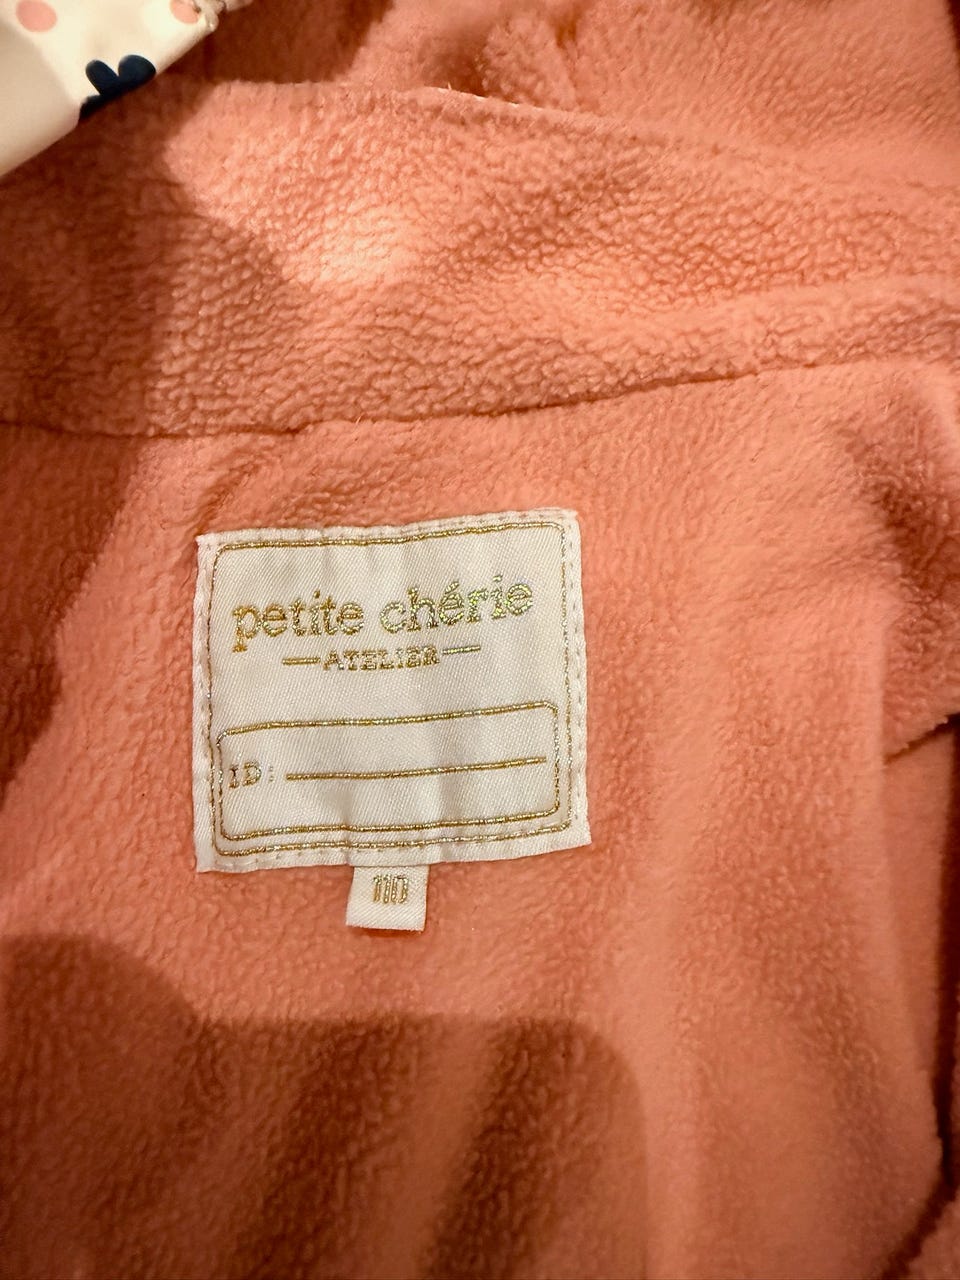 petite chérie
ATELIER
ID:
110